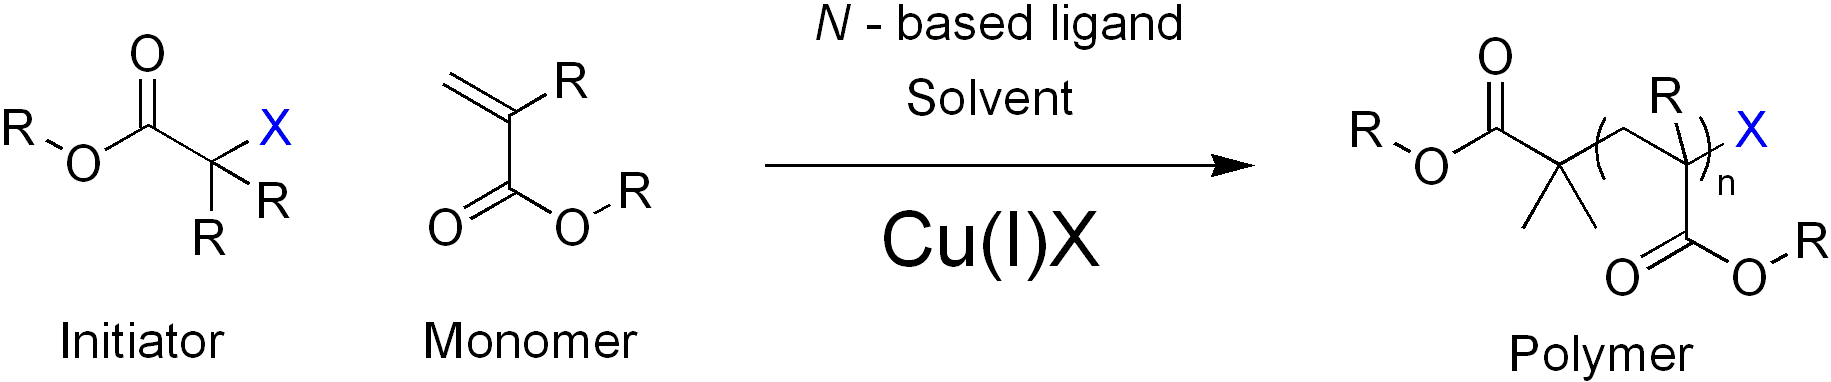 N - based ligand
Solvent
Cu(I)X
O
R
O
X
R
R
Initiator
R
O
O
R
Monomer
O
R
O
R
X
n
O
O
R
Polymer